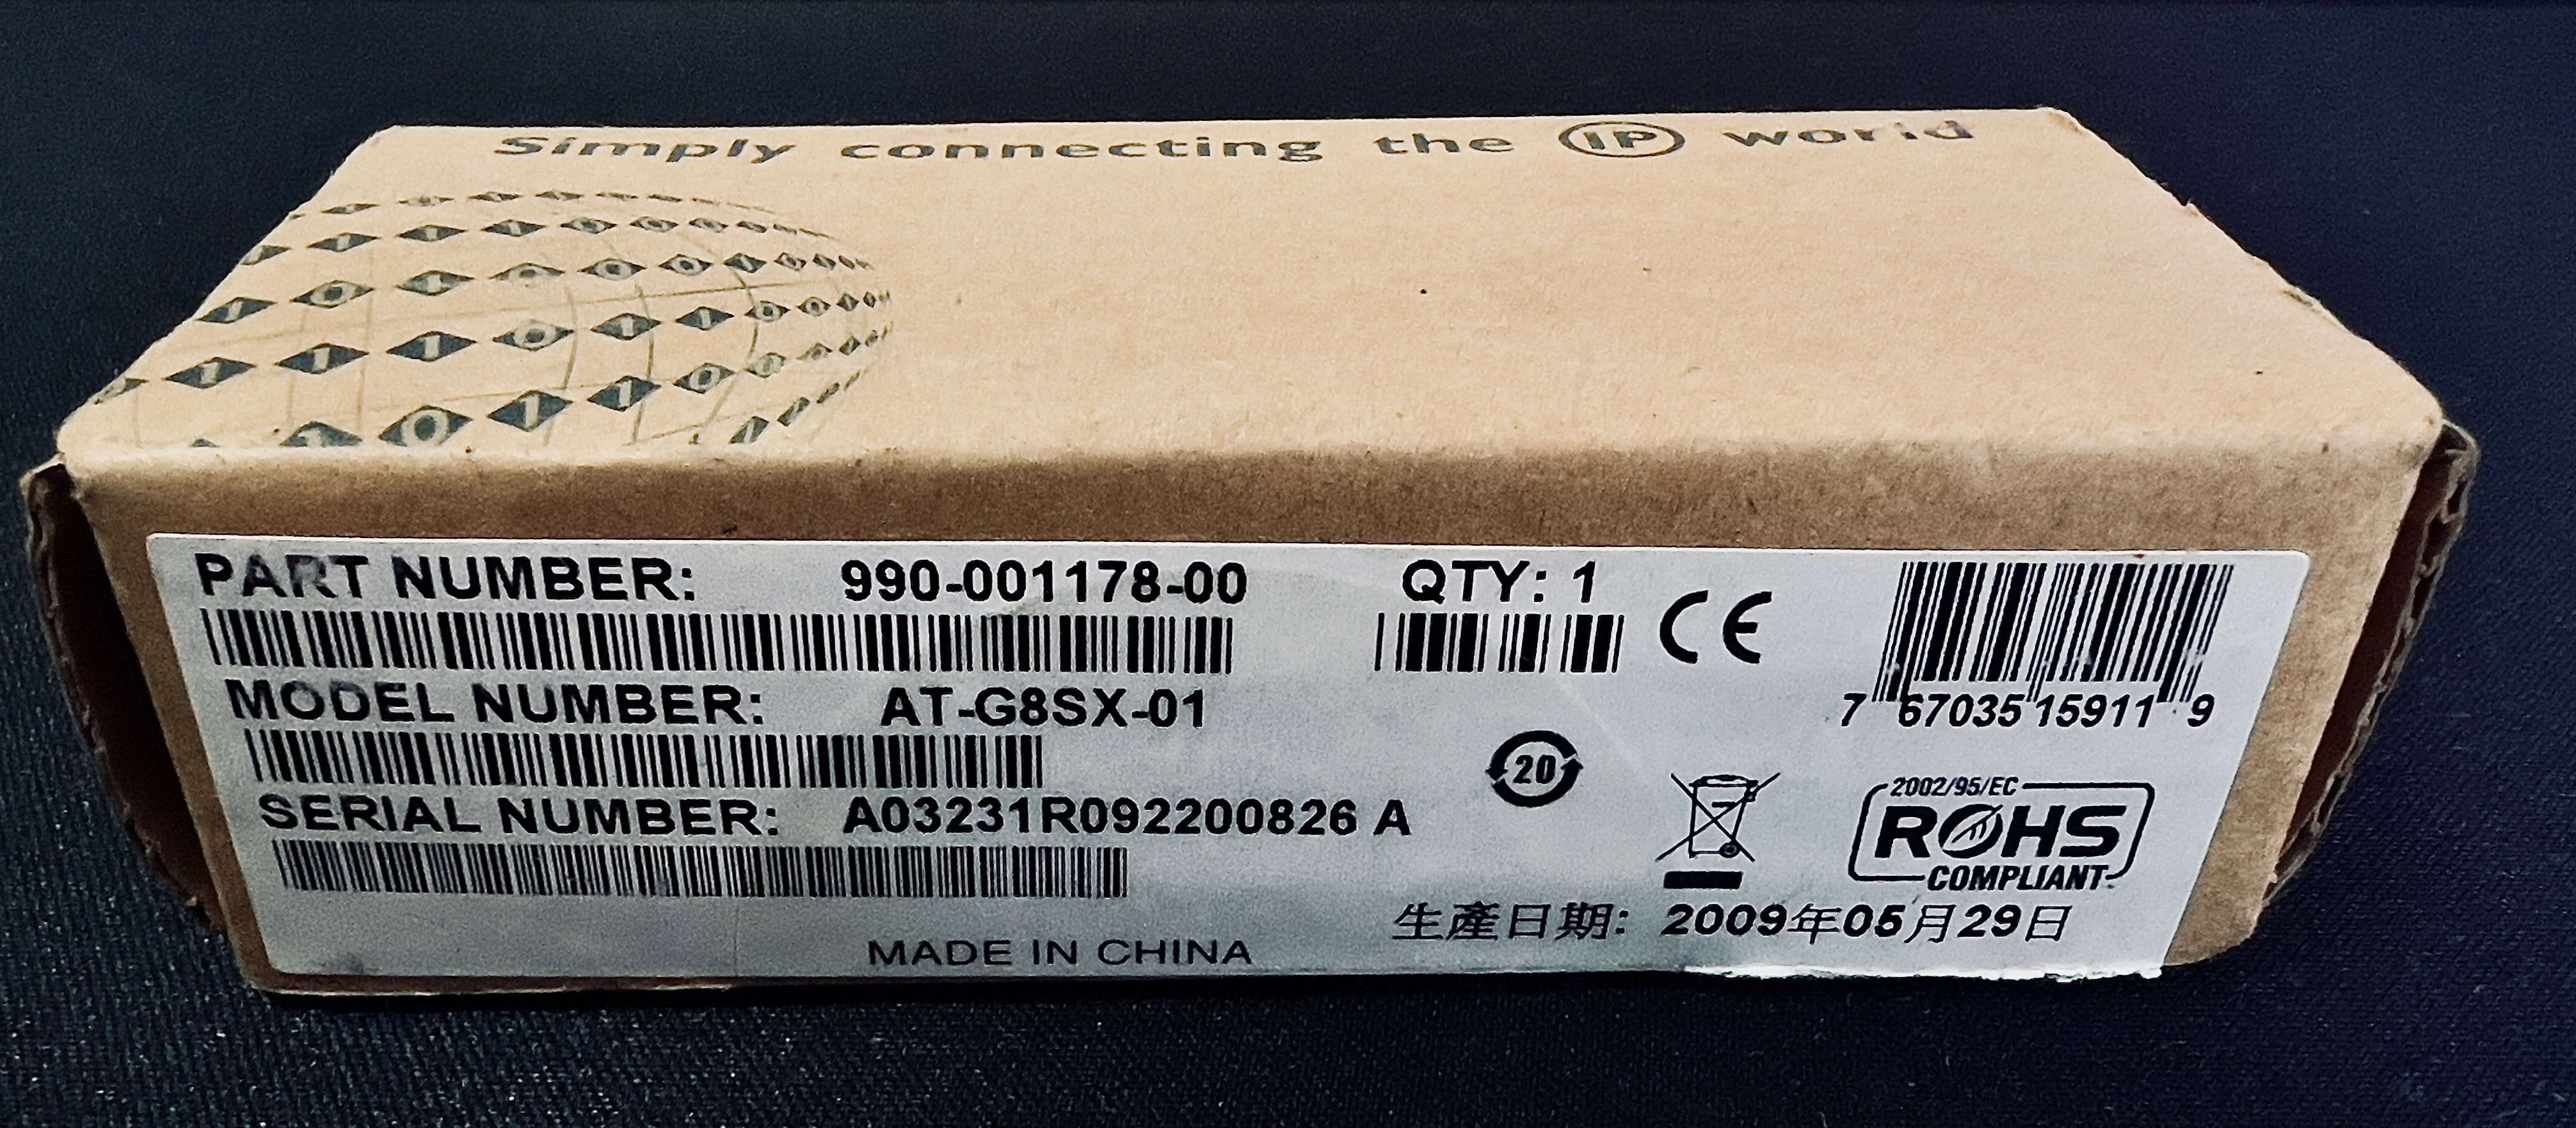 Simply connecting the IP world
PART NUMBER: 990-001178-00
QTY: 1
CE
7 67035 15911 9
MODEL NUMBER: AT-G8SX-01
20
SERIAL NUMBER: A03231R092200826 A
2002/95/EC
ROHS
COMPLIANT
生產日期: 2009年05月29日
MADE IN CHINA